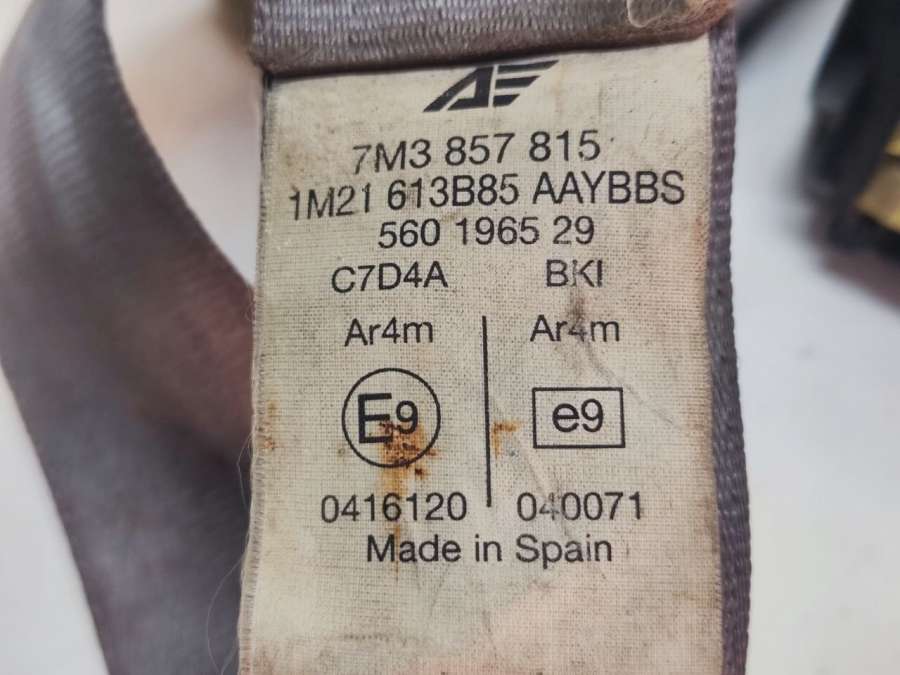 7M3 857 815
1M21 613B85 AAYBBS
560 1965 29
C7D4A BKI
Ar4m Ar4m
E9 e9
0416120 040071
Made in Spain